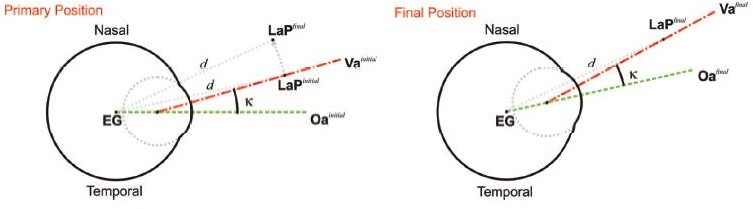 Primary Position
Nasal
LaP^final
d
Va^initial
d
LaP^initial
κ
EG
Oa^initial
Temporal
Final Position
Nasal
Va^final
LaP^final
d
κ
Oa^final
EG
Temporal